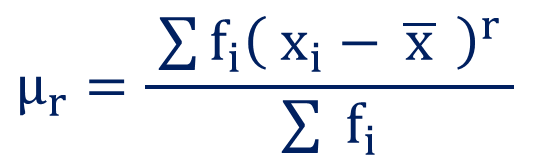 μᵣ = ∑ fᵢ( xᵢ − x̅ )ʳ / ∑ fᵢ